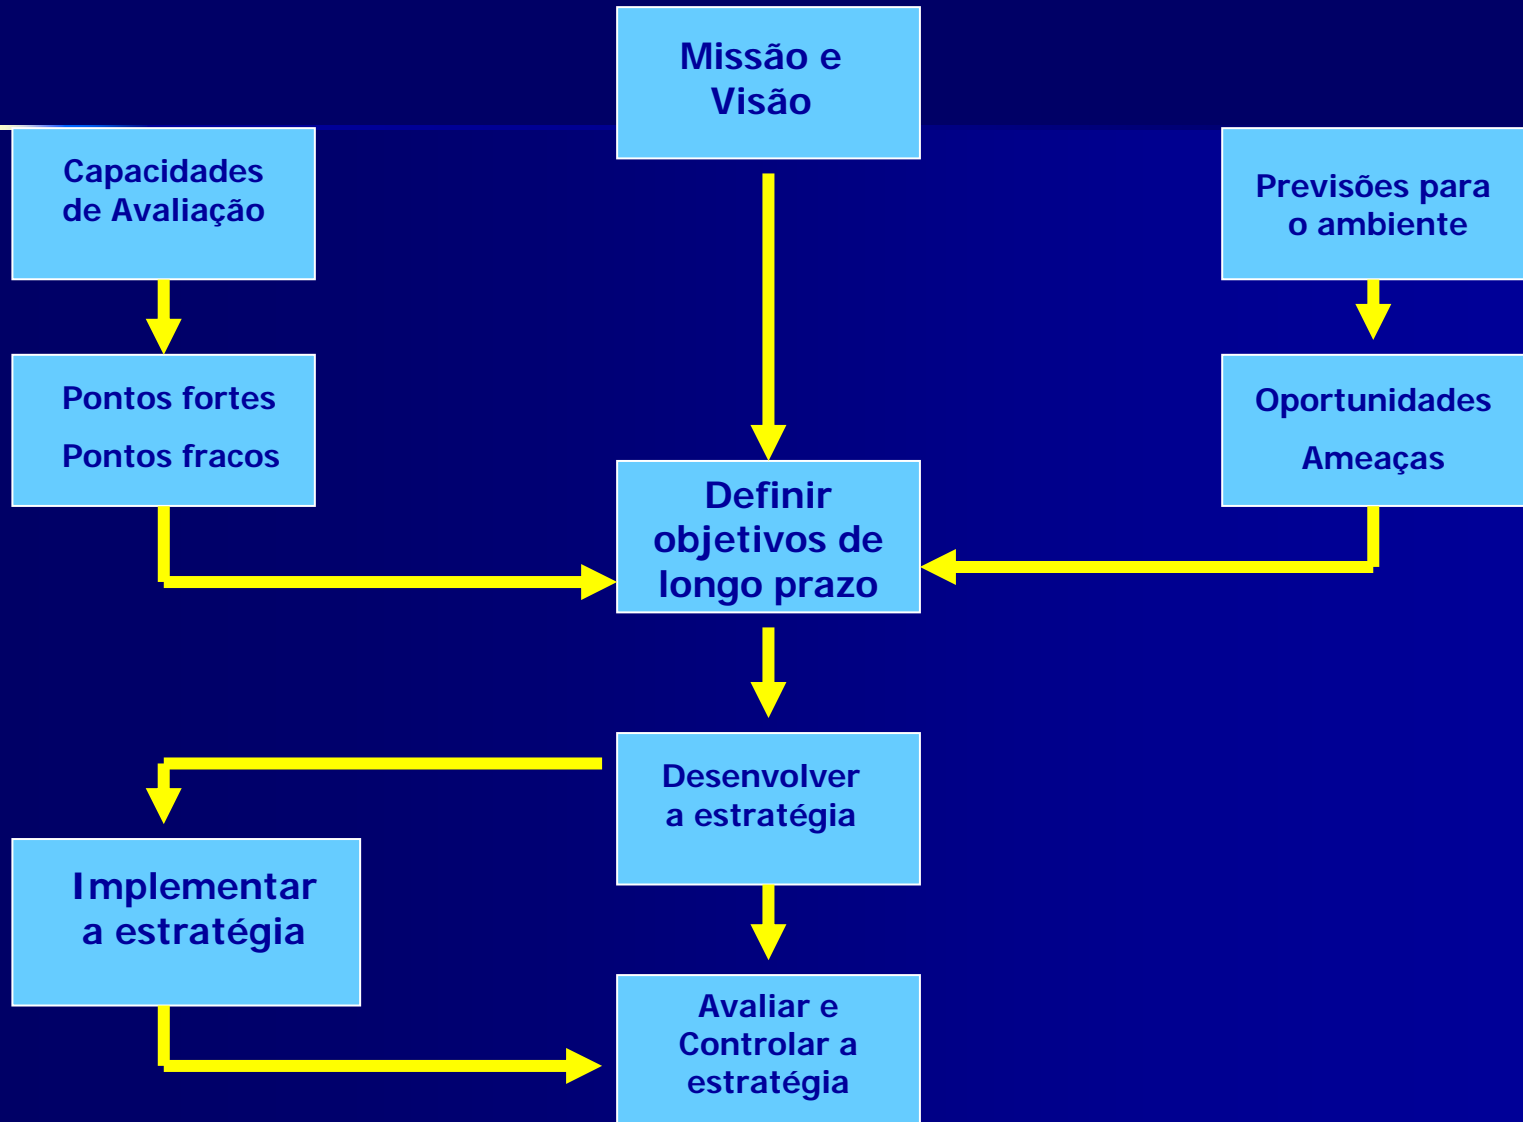 Missão e
Visão
Capacidades
de Avaliação
Previsões para
o ambiente
Pontos fortes
Pontos fracos
Oportunidades
Ameaças
Definir
objetivos de
longo prazo
Desenvolver
a estratégia
Implementar
a estratégia
Avaliar e
Controlar a
estratégia